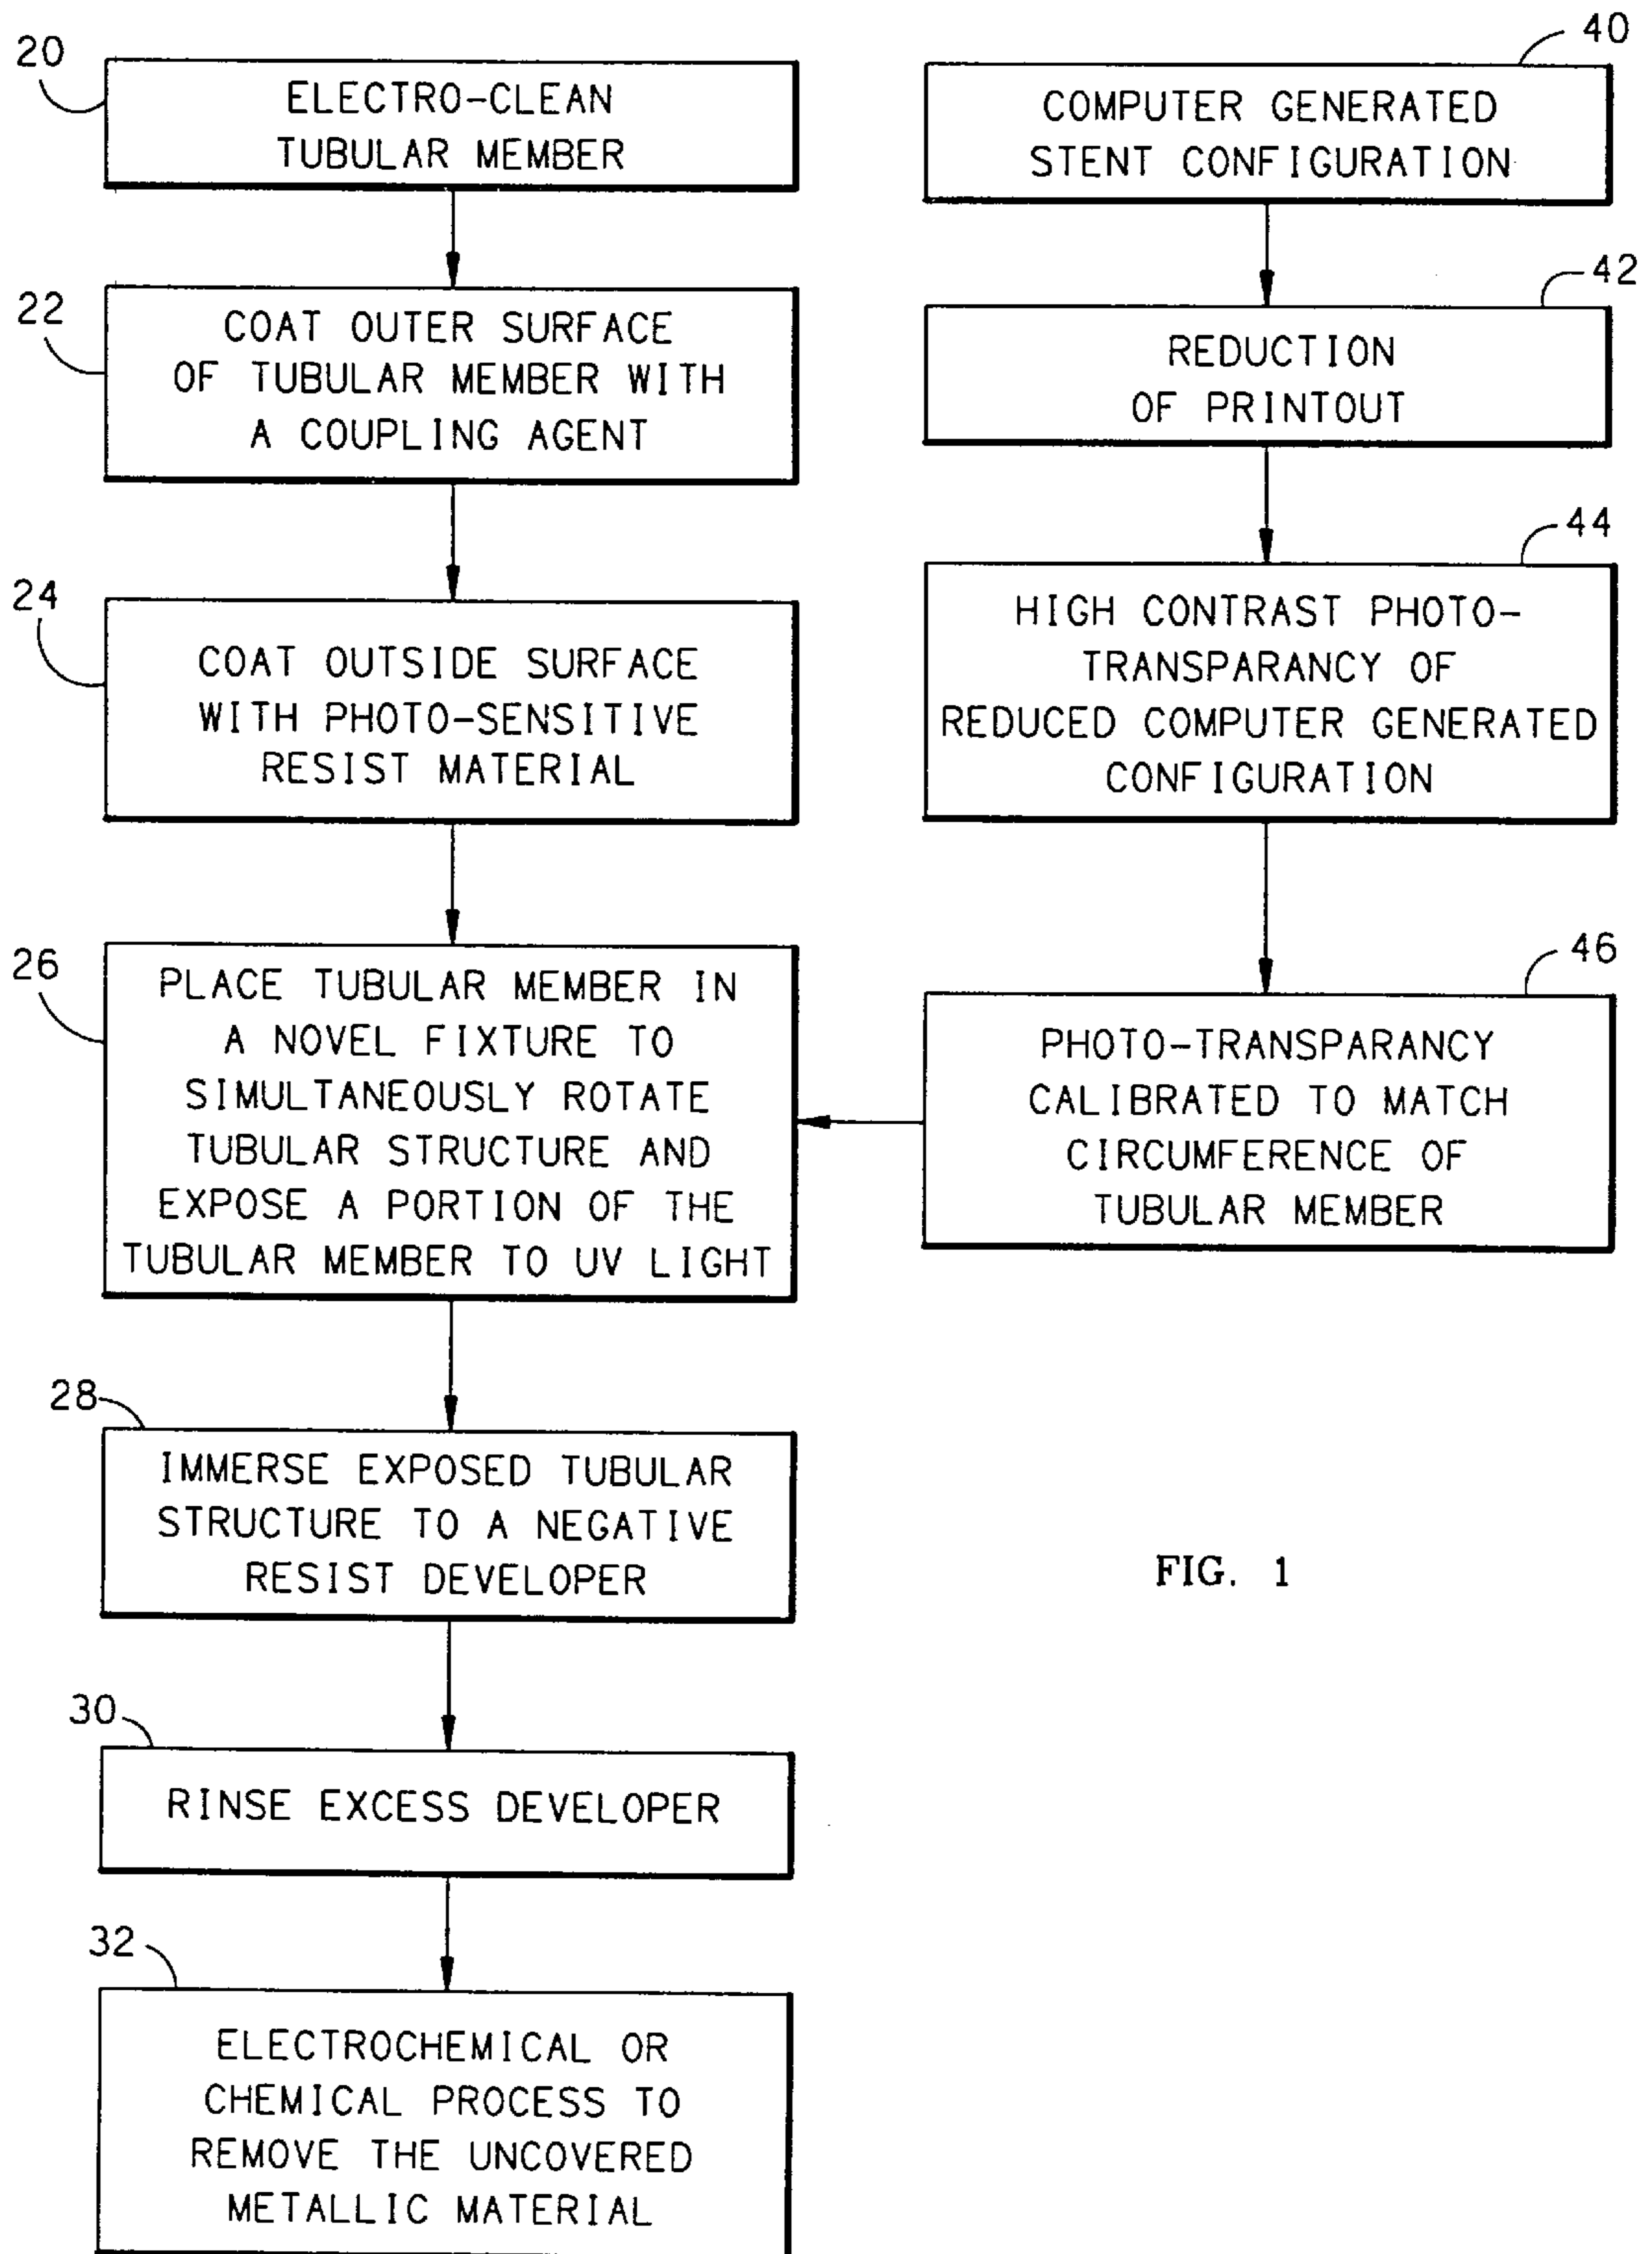 20
ELECTRO-CLEAN
TUBULAR MEMBER
22
COAT OUTER SURFACE
OF TUBULAR MEMBER WITH
A COUPLING AGENT
24
COAT OUTSIDE SURFACE
WITH PHOTO-SENSITIVE
RESIST MATERIAL
26
PLACE TUBULAR MEMBER IN
A NOVEL FIXTURE TO
SIMULTANEOUSLY ROTATE
TUBULAR STRUCTURE AND
EXPOSE A PORTION OF THE
TUBULAR MEMBER TO UV LIGHT
28
IMMERSE EXPOSED TUBULAR
STRUCTURE TO A NEGATIVE
RESIST DEVELOPER
30
RINSE EXCESS DEVELOPER
32
ELECTROCHEMICAL OR
CHEMICAL PROCESS TO
REMOVE THE UNCOVERED
METALLIC MATERIAL
40
COMPUTER GENERATED
STENT CONFIGURATION
42
REDUCTION
OF PRINTOUT
44
HIGH CONTRAST PHOTO-
TRANSPARANCY OF
REDUCED COMPUTER GENERATED
CONFIGURATION
46
PHOTO-TRANSPARANCY
CALIBRATED TO MATCH
CIRCUMFERENCE OF
TUBULAR MEMBER
FIG. 1